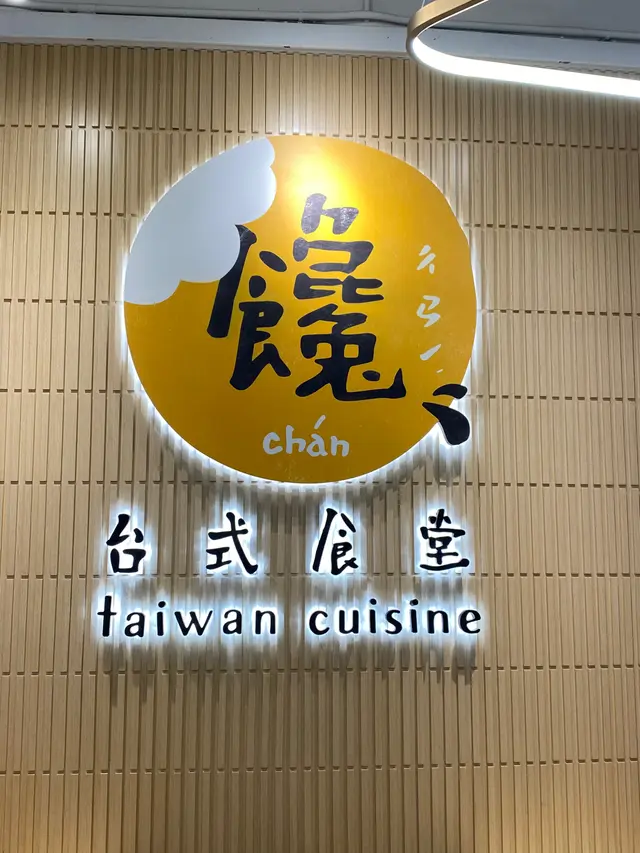 饞
ㄔㄢˊ
chán
台式食堂
taiwan cuisine